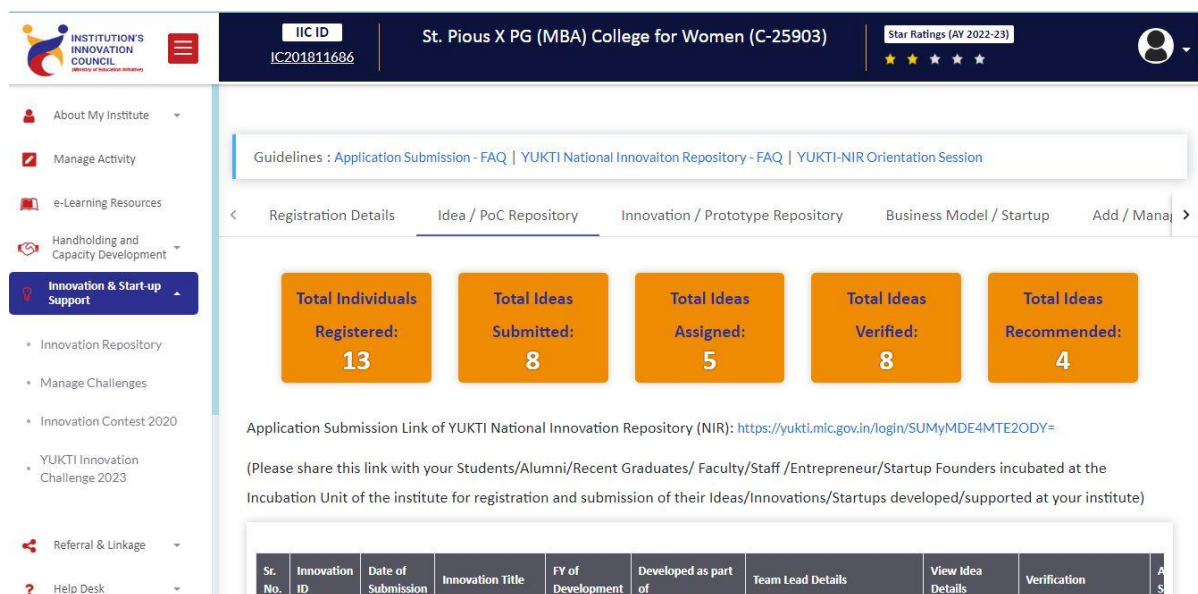 INSTITUTION'S
INNOVATION
COUNCIL
(Ministry of Education Initiative)
IIC ID
IC201811686
St. Pious X PG (MBA) College for Women (C-25903)
Star Ratings (AY 2022-23)
About My Institute
Manage Activity
e-Learning Resources
Handholding and
Capacity Development
Innovation & Start-up
Support
Innovation Repository
Manage Challenges
Innovation Contest 2020
YUKTI Innovation
Challenge 2023
Referral & Linkage
Help Desk
Guidelines : Application Submission - FAQ | YUKTI National Innovaiton Repository - FAQ | YUKTI-NIR Orientation Session
Registration Details Idea / PoC Repository Innovation / Prototype Repository Business Model / Startup Add / Manag
Total Individuals
Registered:
13
Total Ideas
Submitted:
8
Total Ideas
Assigned:
5
Total Ideas
Verified:
8
Total Ideas
Recommended:
4
Application Submission Link of YUKTI National Innovation Repository (NIR): https://yukti.mic.gov.in/login/SUMyMDE4MTE2ODY=
(Please share this link with your Students/Alumni/Recent Graduates/ Faculty/Staff /Entrepreneur/Startup Founders incubated at the
Incubation Unit of the institute for registration and submission of their Ideas/Innovations/Startups developed/supported at your institute)
Sr.
No.
Innovation
ID
Date of
Submission
Innovation Title
FY of
Development
Developed as part
of
Team Lead Details
View Idea
Details
Verification
A
S